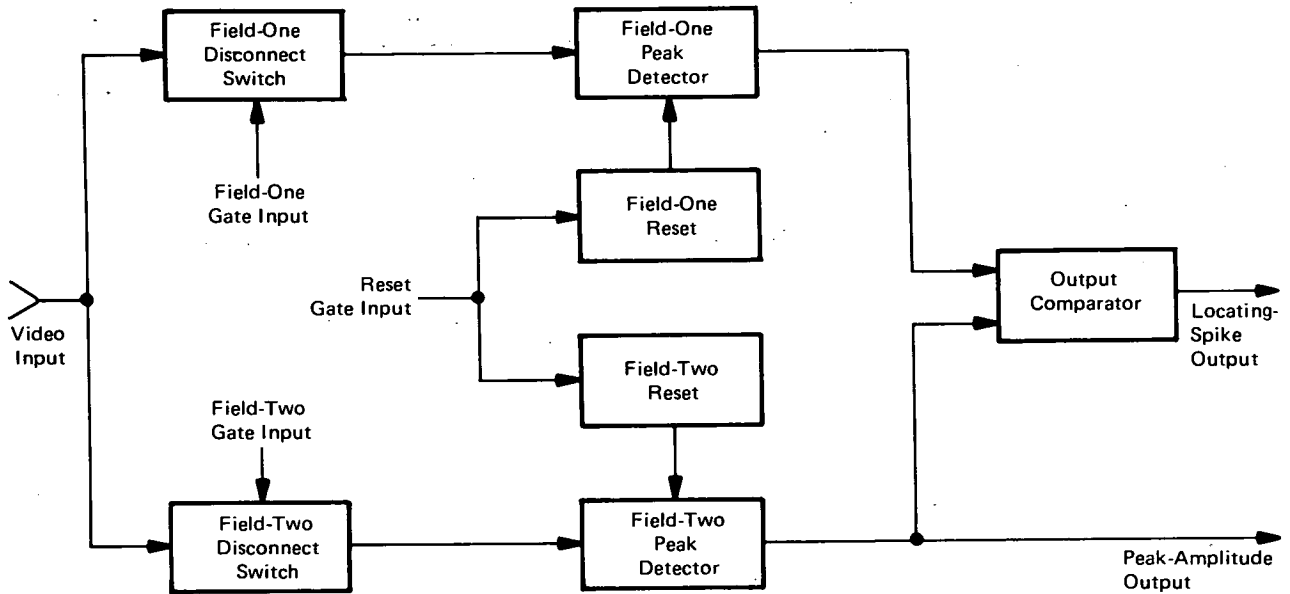 Field-One
Disconnect
Switch
Field-One
Peak
Detector
Field-One
Gate Input
Field-One
Reset
Reset
Gate Input
Video
Input
Output
Comparator
Locating-
Spike
Output
Field-Two
Reset
Field-Two
Gate Input
Field-Two
Disconnect
Switch
Field-Two
Peak
Detector
Peak-Amplitude
Output